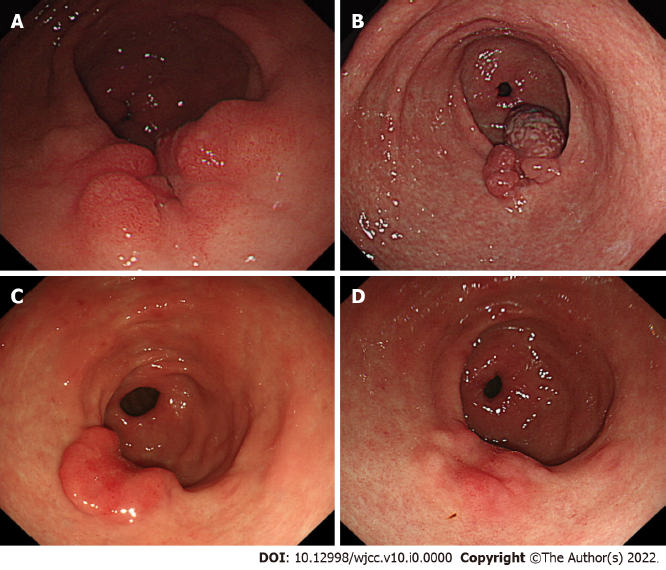 A
B
C
D
DOI: 10.12998/wjcc.v10.i0.0000 Copyright ©The Author(s) 2022.